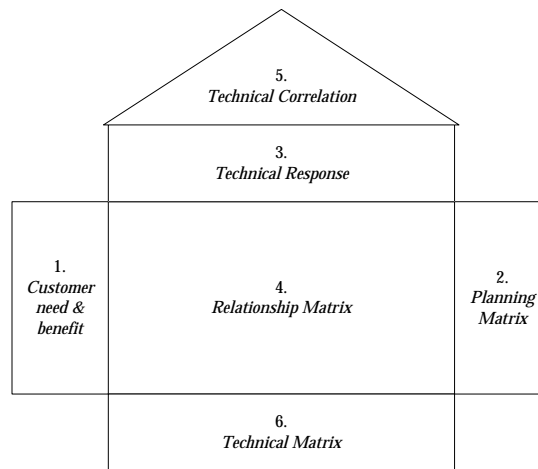 5.
Technical Correlation
3.
Technical Response
1.
Customer
need &
benefit
4.
Relationship Matrix
2.
Planning
Matrix
6.
Technical Matrix